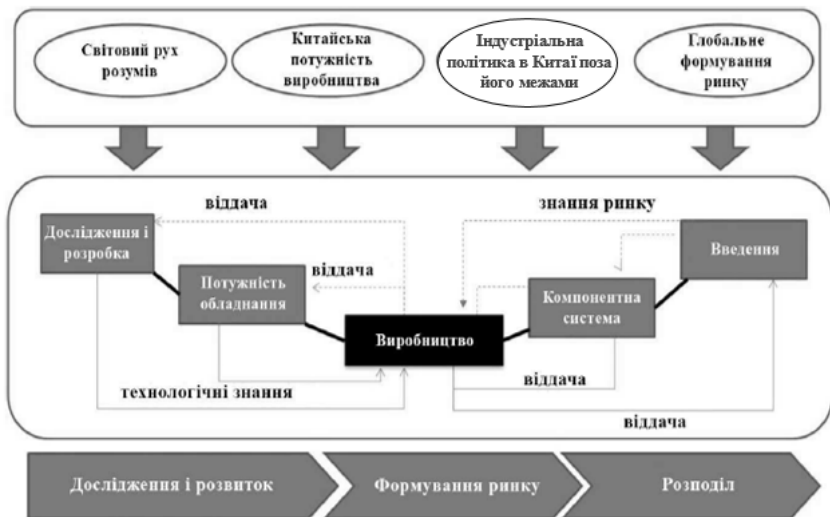 Світовий рух
розумів
Китайська
потужність
виробництва
Індустріальна
політика в Китаї поза
його межами
Глобальне
формування
ринку
віддача
знання ринку
Дослідження і
розробка
Введення
віддача
Потужність
обладнання
Компонентна
система
Виробництво
віддача
технологічні знання
віддача
Дослідження і розвиток
Формування ринку
Розподіл